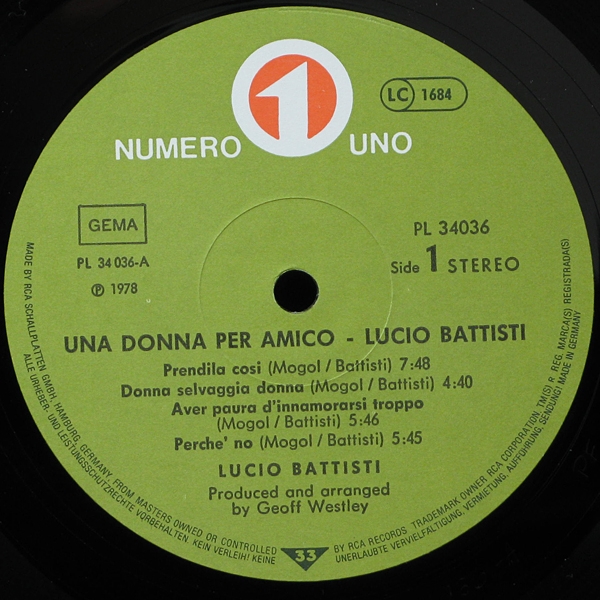 1
NUMERO UNO
LC 1684
GEMA
PL 34 036-A
℗ 1978
PL 34036
Side 1 STEREO
UNA DONNA PER AMICO - LUCIO BATTISTI
Prendila cosi (Mogol / Battisti) 7:48
Donna selvaggia donna (Mogol / Battisti) 4:40
Aver paura d'innamorarsi troppo
(Mogol / Battisti) 5:46
Perche' no (Mogol / Battisti) 5:45
LUCIO BATTISTI
Produced and arranged
by Geoff Westley
33
MADE BY RCA SCHALLPLATTEN GMBH, HAMBURG, GERMANY, FROM MASTERS OWNED OR CONTROLLED BY RCA RECORDS TRADEMARK OWNER RCA CORPORATION. TM(S) R REG. MARCA(S) REGISTRADA(S)
ALLE URHEBER- UND LEISTUNGSSCHUTZRECHTE VORBEHALTEN. KEIN VERLEIH! KEINE UNERLAUBTE VERVIELFALTIGUNG, VERMIETUNG, AUFFÜHRUNG, SENDUNG! MADE IN GERMANY